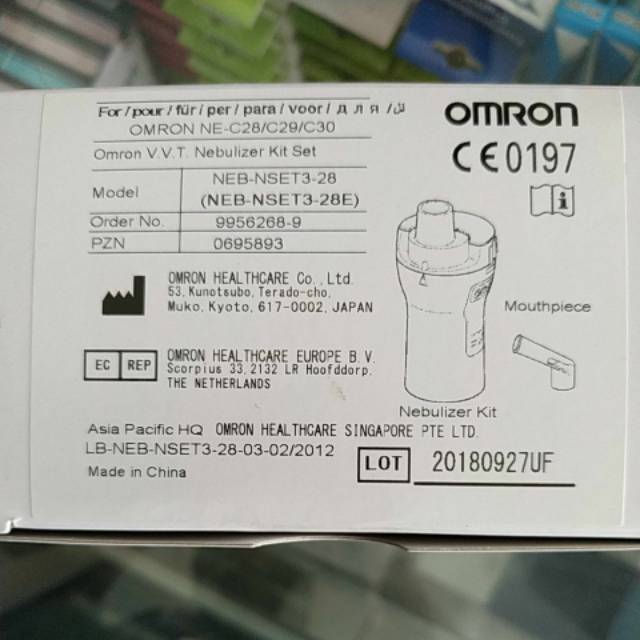 For / pour / für / per / para / voor / для / ل
OMRON NE-C28/C29/C30
Omron V.V.T. Nebulizer Kit Set
Model NEB-NSET3-28
(NEB-NSET3-28E)
Order No. 9956268-9
PZN 0695893
OMRON
CE0197
OMRON HEALTHCARE Co., Ltd.
53, Kunotsubo, Terado-cho,
Muko, Kyoto, 617-0002, JAPAN
EC REP
OMRON HEALTHCARE EUROPE B.V.
Scorpius 33, 2132 LR Hoofddorp,
THE NETHERLANDS
Mouthpiece
Nebulizer Kit
Asia Pacific HQ OMRON HEALTHCARE SINGAPORE PTE LTD.
LB-NEB-NSET3-28-03-02/2012
Made in China
LOT 20180927UF